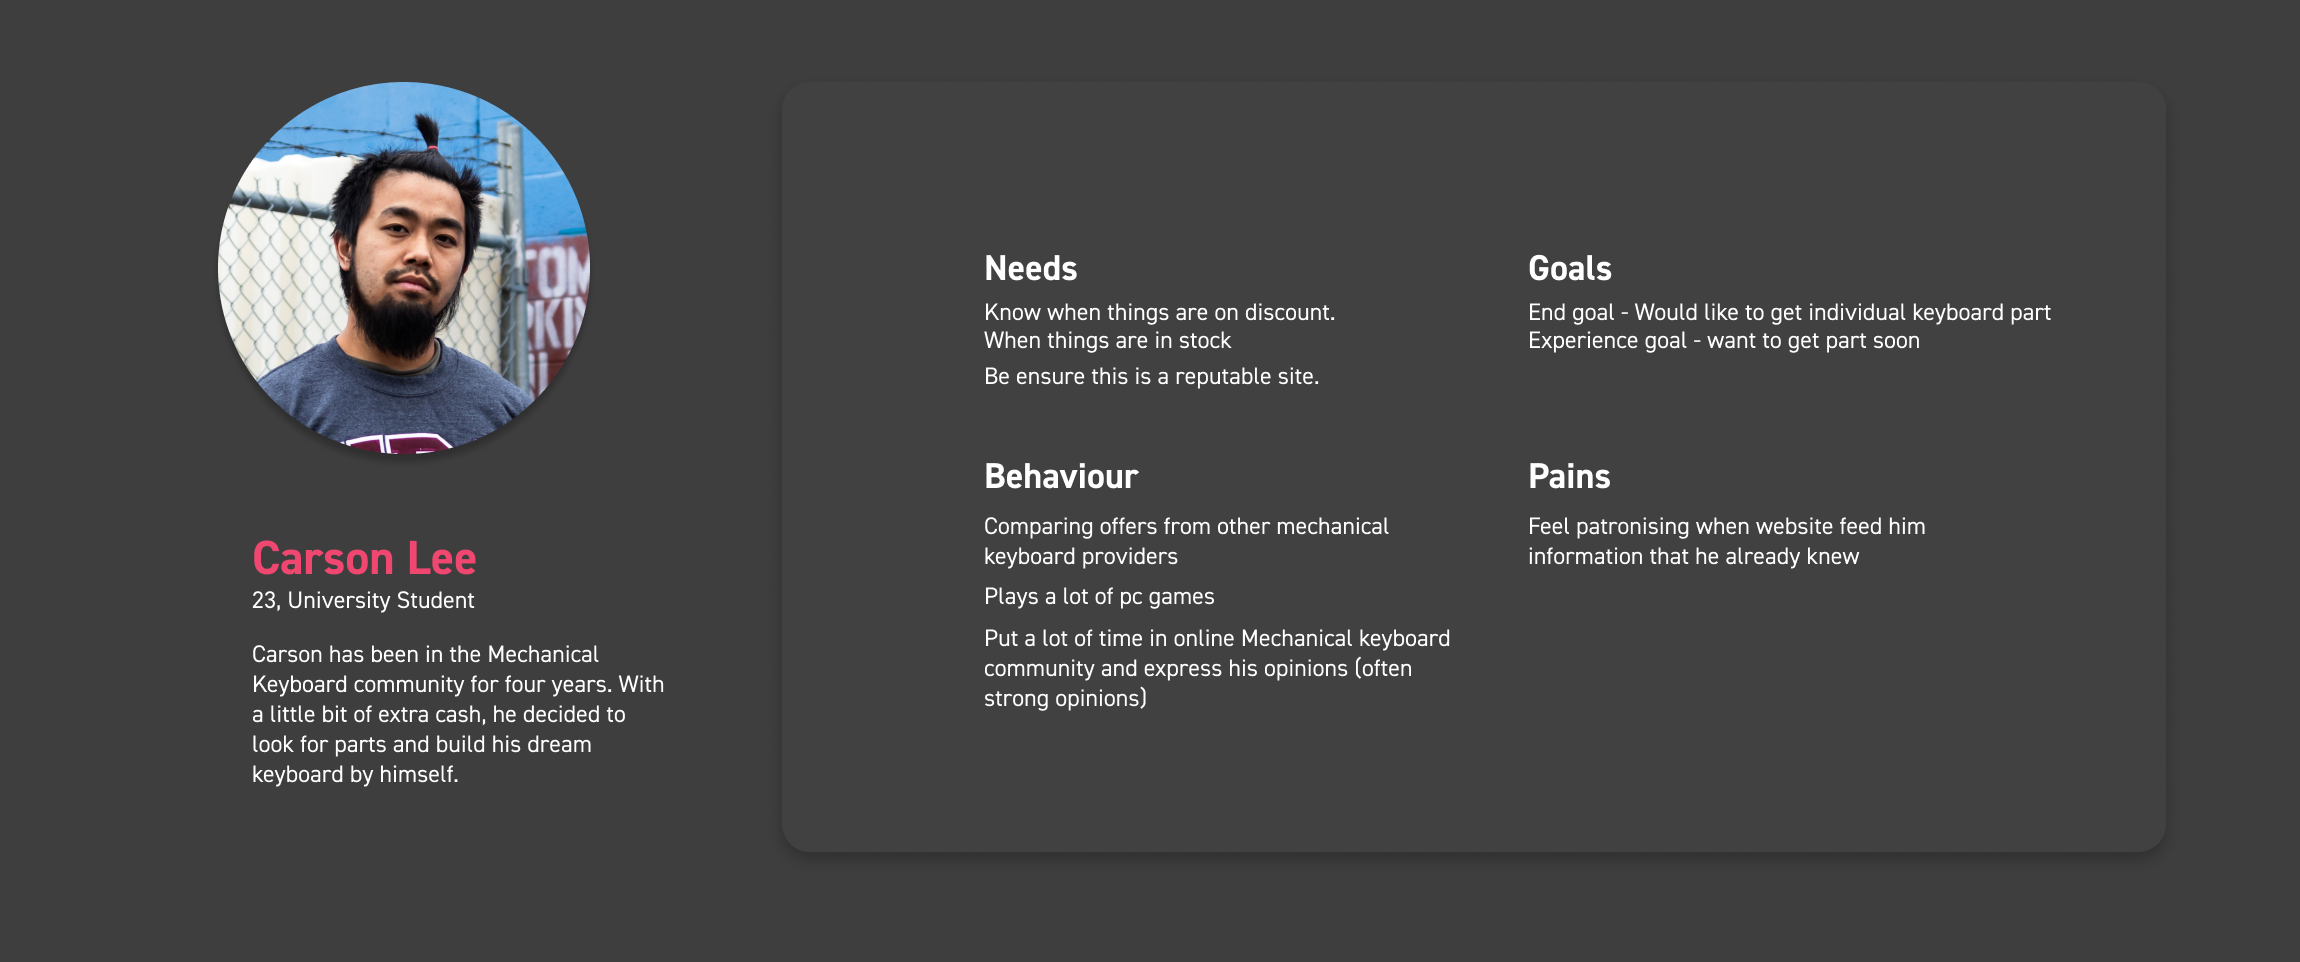 Carson Lee
23, University Student
Carson has been in the Mechanical
Keyboard community for four years. With
a little bit of extra cash, he decided to
look for parts and build his dream
keyboard by himself.
Needs
Know when things are on discount.
When things are in stock
Be ensure this is a reputable site.
Goals
End goal - Would like to get individual keyboard part
Experience goal - want to get part soon
Behaviour
Comparing offers from other mechanical
keyboard providers
Plays a lot of pc games
Put a lot of time in online Mechanical keyboard
community and express his opinions (often
strong opinions)
Pains
Feel patronising when website feed him
information that he already knew